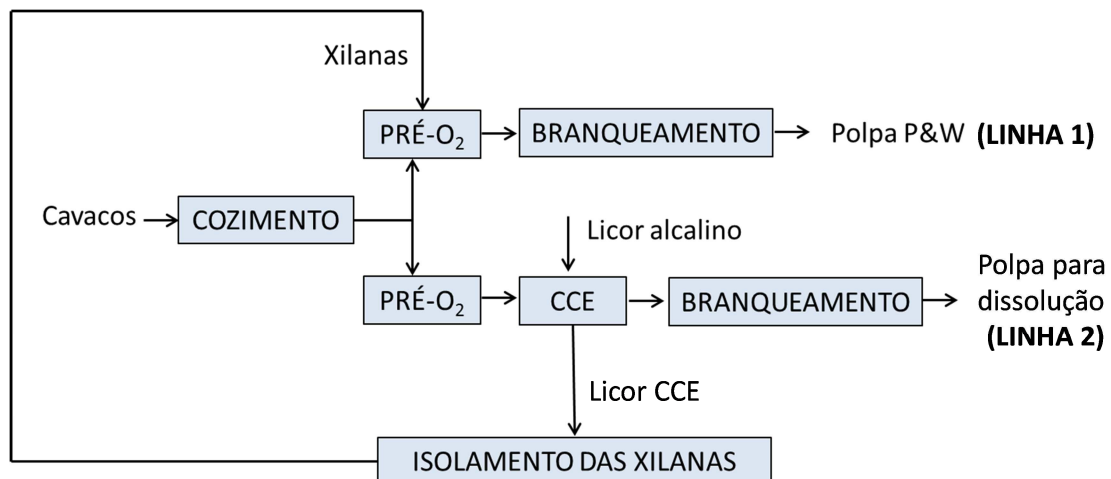 Xilanas
PRÉ-O₂
BRANQUEAMENTO
Polpa P&W (LINHA 1)
Cavacos
COZIMENTO
Licor alcalino
PRÉ-O₂
CCE
BRANQUEAMENTO
Polpa para
dissolução
(LINHA 2)
Licor CCE
ISOLAMENTO DAS XILANAS